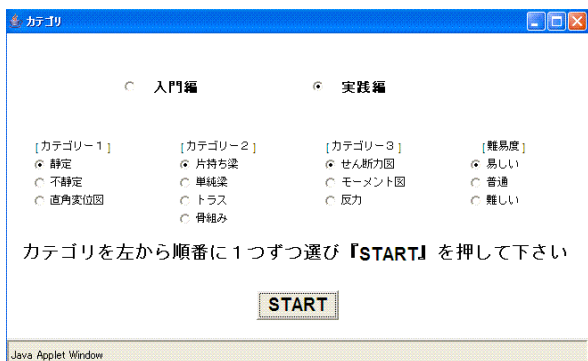 カテゴリ
入門編 実践編
[カテゴリー1] [カテゴリー2] [カテゴリー3] [難易度]
静定 片持ち梁 せん断力図 易しい
不静定 単純梁 モーメント図 普通
直角変位図 トラス 反力 難しい
骨組み
カテゴリを左から順番に1つずつ選び『START』を押して下さい
START
Java Applet Window